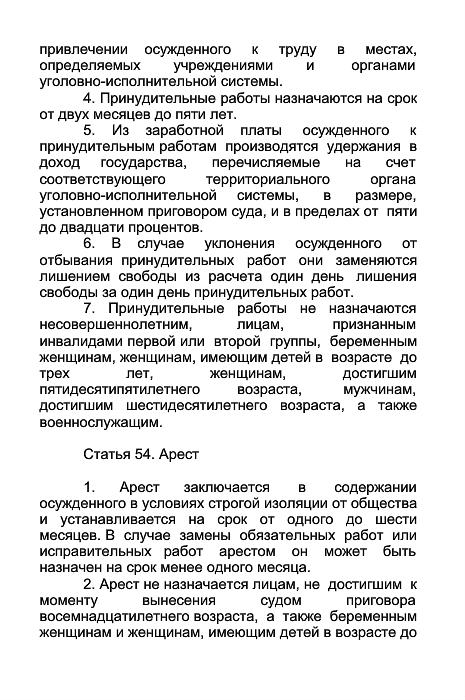 привлечении осужденного к труду в местах,
определяемых учреждениями и органами
уголовно-исполнительной системы.
4. Принудительные работы назначаются на срок
от двух месяцев до пяти лет.
5. Из заработной платы осужденного к
принудительным работам производятся удержания в
доход государства, перечисляемые на счет
соответствующего территориального органа
уголовно-исполнительной системы, в размере,
установленном приговором суда, и в пределах от пяти
до двадцати процентов.
6. В случае уклонения осужденного от
отбывания принудительных работ они заменяются
лишением свободы из расчета один день лишения
свободы за один день принудительных работ.
7. Принудительные работы не назначаются
несовершеннолетним, лицам, признанным
инвалидами первой или второй группы, беременным
женщинам, женщинам, имеющим детей в возрасте до
трех лет, женщинам, достигшим
пятидесятипятилетнего возраста, мужчинам,
достигшим шестидесятилетнего возраста, а также
военнослужащим.
Статья 54. Арест
1. Арест заключается в содержании
осужденного в условиях строгой изоляции от общества
и устанавливается на срок от одного до шести
месяцев. В случае замены обязательных работ или
исправительных работ арестом он может быть
назначен на срок менее одного месяца.
2. Арест не назначается лицам, не достигшим к
моменту вынесения судом приговора
восемнадцатилетнего возраста, а также беременным
женщинам и женщинам, имеющим детей в возрасте до